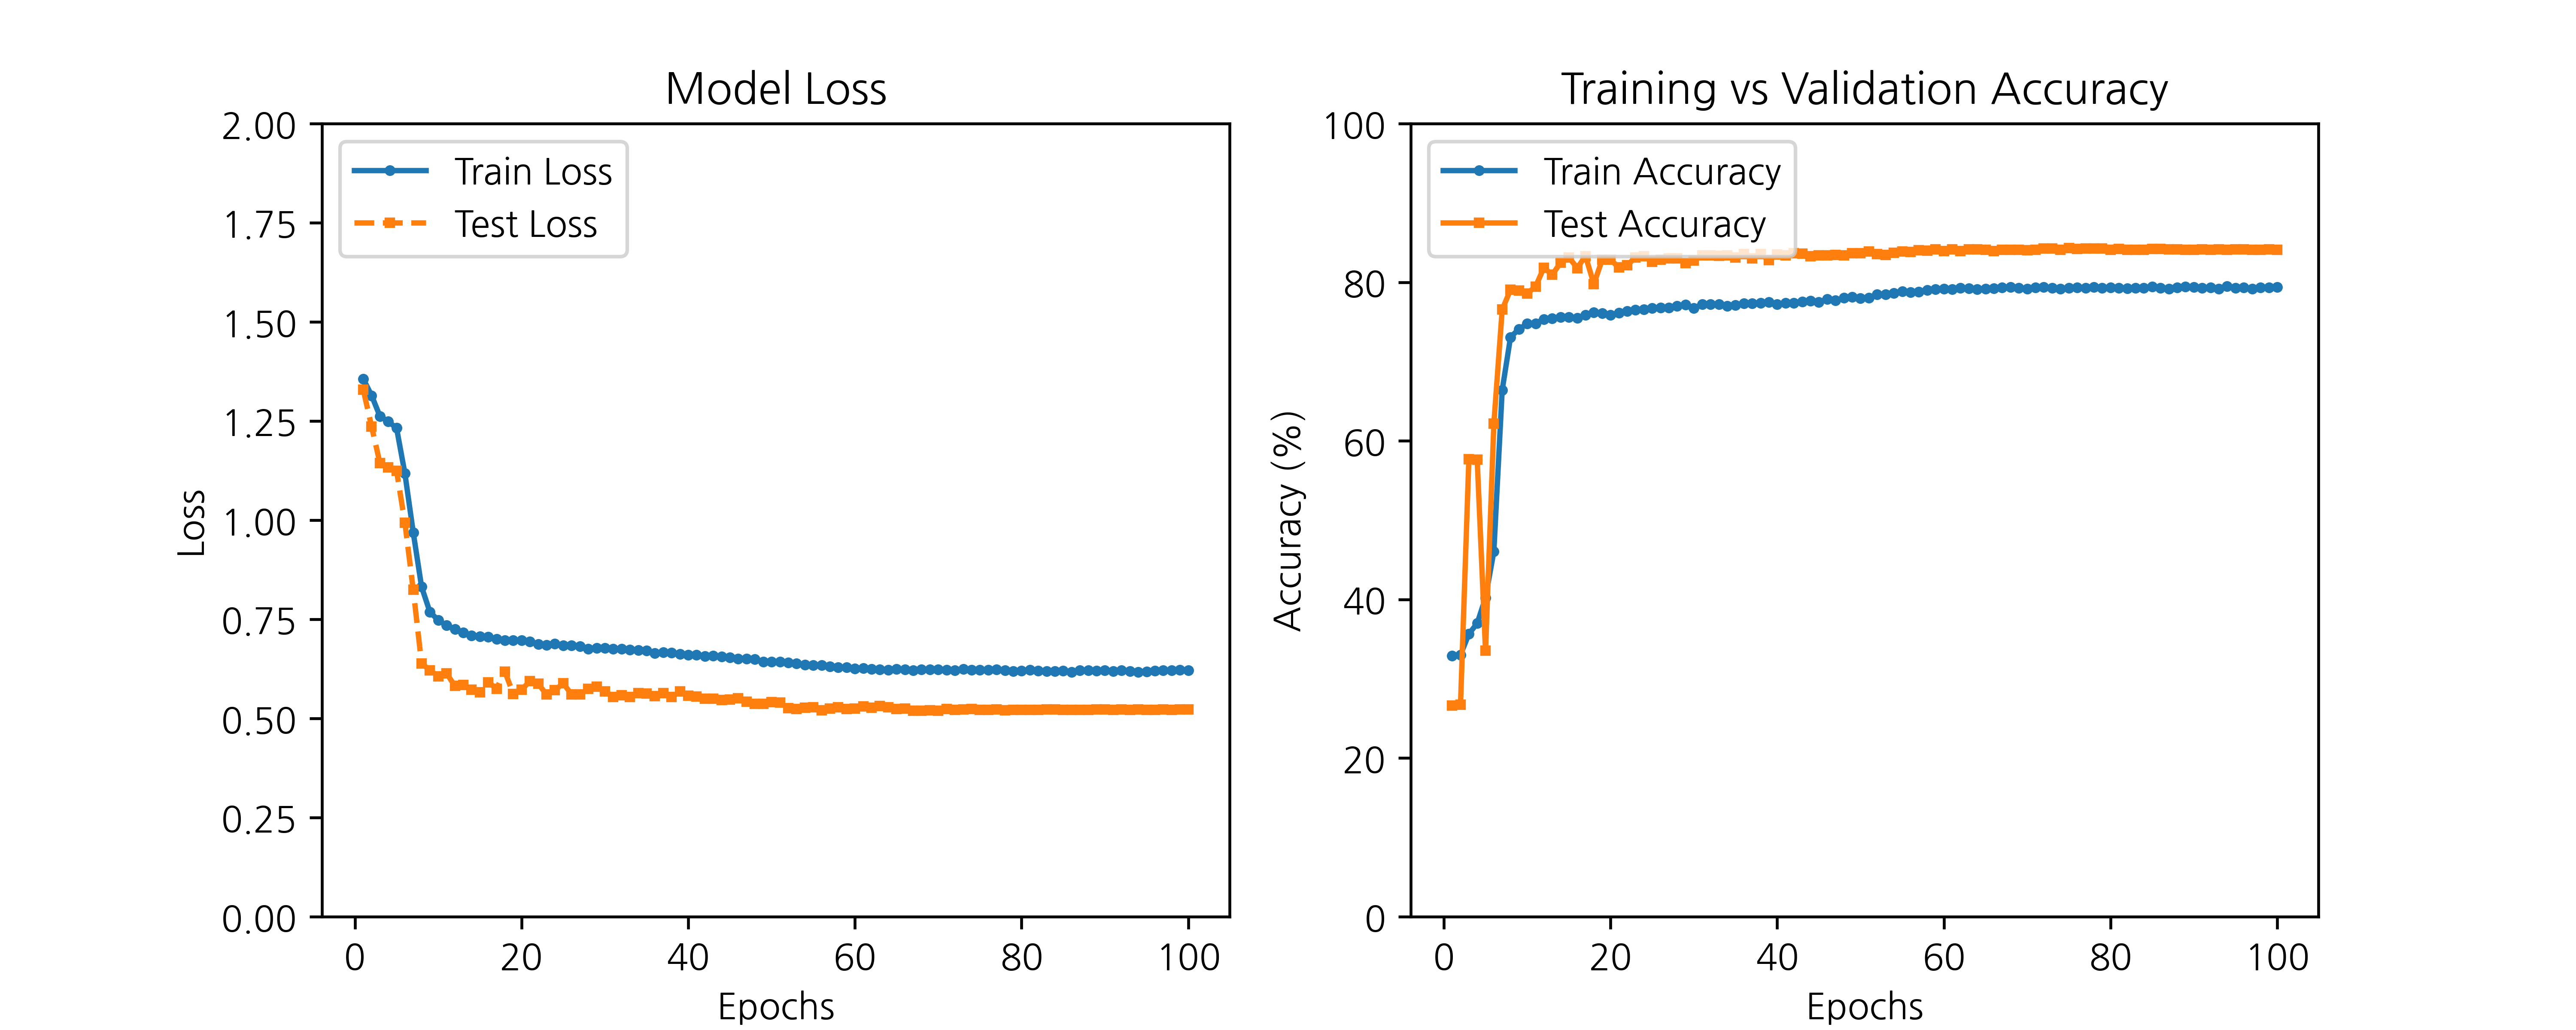 Model Loss
2.00
1.75
1.50
1.25
1.00
0.75
0.50
0.25
0.00
Loss
Train Loss
Test Loss
0 20 40 60 80 100
Epochs
Training vs Validation Accuracy
100
80
60
40
20
0
Accuracy (%)
Train Accuracy
Test Accuracy
0 20 40 60 80 100
Epochs